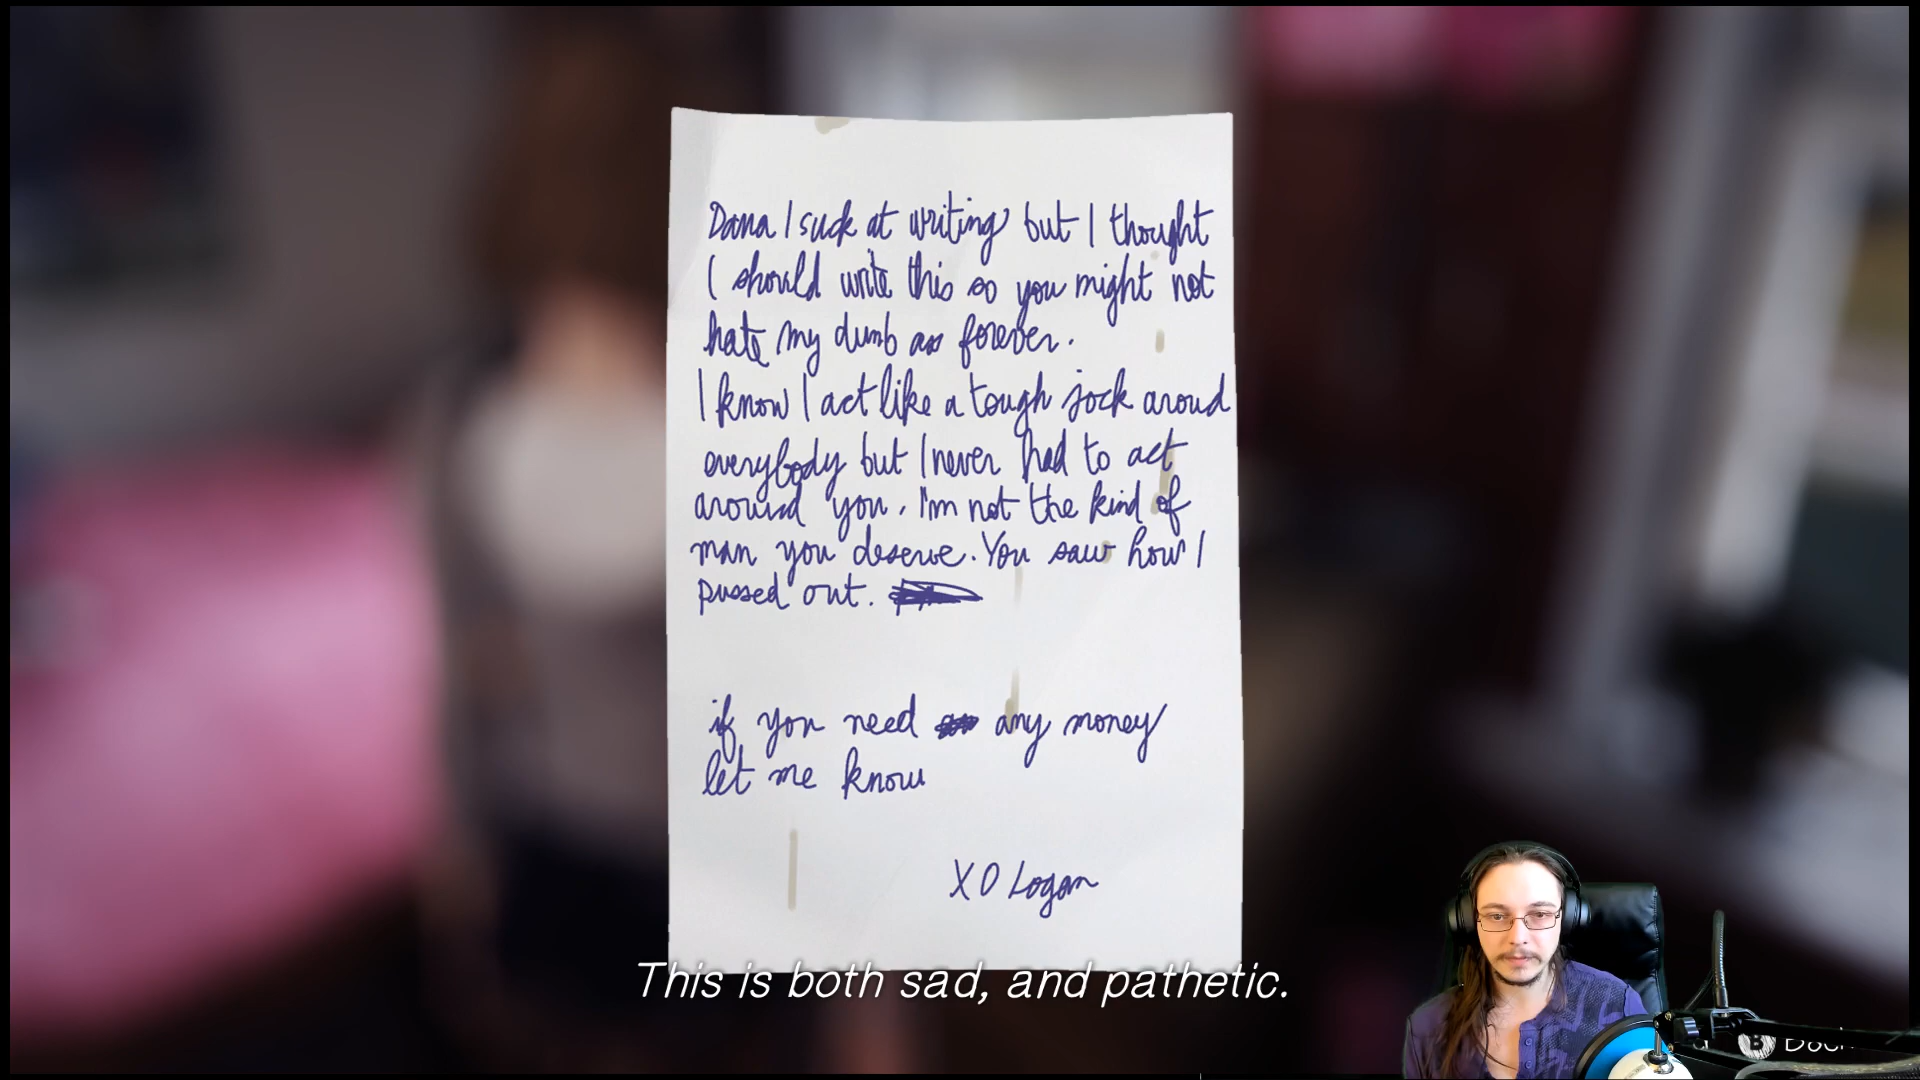 Dana I suck at writing but I thought
I should write this so you might not
hate my dumb ass forever.
I know I act like a tough jock aroud
everybody but I never had to act
around you. I'm not the kind of
man you deserve. You saw how I
pussed out.
if you need any money
let me know
XO Logan
This is both sad, and pathetic.
B